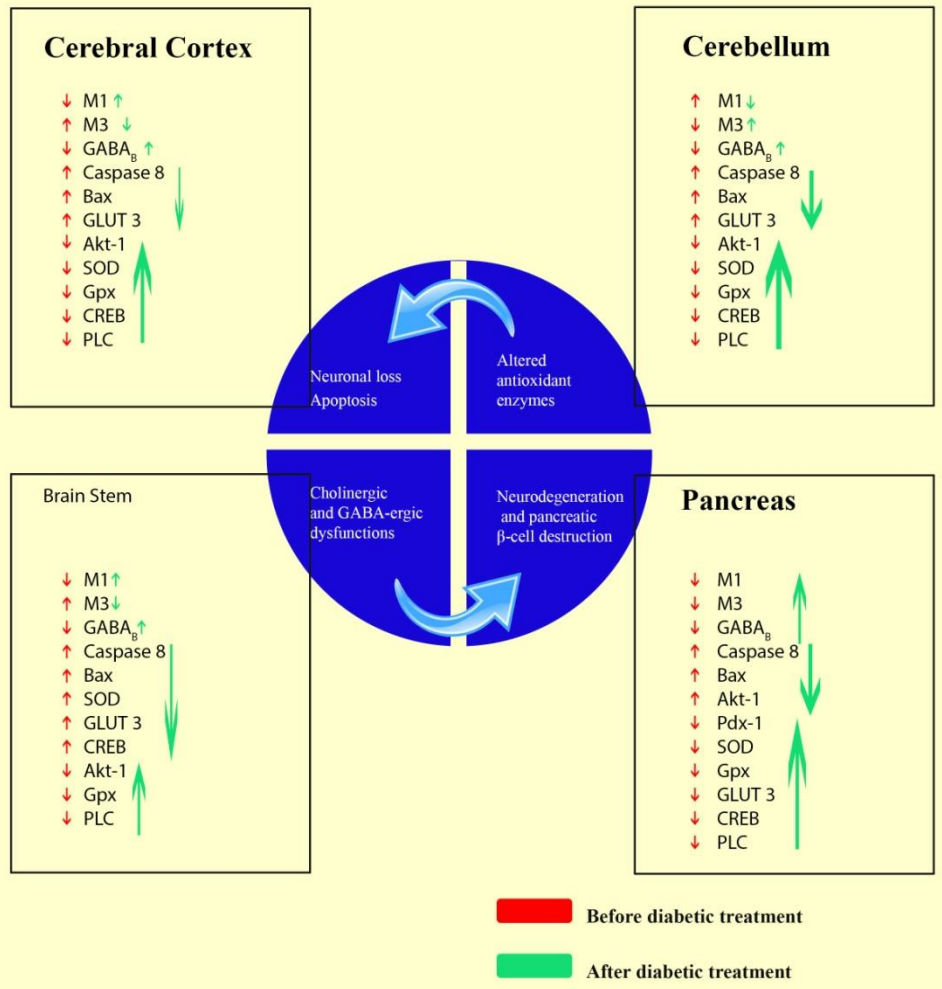 Cerebral Cortex
↓ M1 ↑
↑ M3 ↓
↓ GABAB ↑
↑ Caspase 8
↑ Bax
↑ GLUT 3
↓ Akt-1
↓ SOD
↓ Gpx
↓ CREB
↓ PLC
Cerebellum
↑ M1 ↓
↓ M3 ↑
↓ GABAB ↑
↑ Caspase 8
↑ Bax
↑ GLUT 3
↓ Akt-1
↓ SOD
↓ Gpx
↓ CREB
↓ PLC
Neuronal loss
Apoptosis
Altered
antioxidant
enzymes
Cholinergic
and GABA-ergic
dysfunctions
Neurodegeneration
and pancreatic
β-cell destruction
Brain Stem
↓ M1 ↑
↑ M3 ↓
↓ GABAB ↑
↑ Caspase 8
↑ Bax
↑ SOD
↑ GLUT 3
↑ CREB
↓ Akt-1
↓ Gpx
↓ PLC
Pancreas
↓ M1
↓ M3
↓ GABAB
↑ Caspase 8
↑ Bax
↑ Akt-1
↓ Pdx-1
↓ SOD
↓ Gpx
↓ GLUT 3
↓ CREB
↓ PLC
Before diabetic treatment
After diabetic treatment